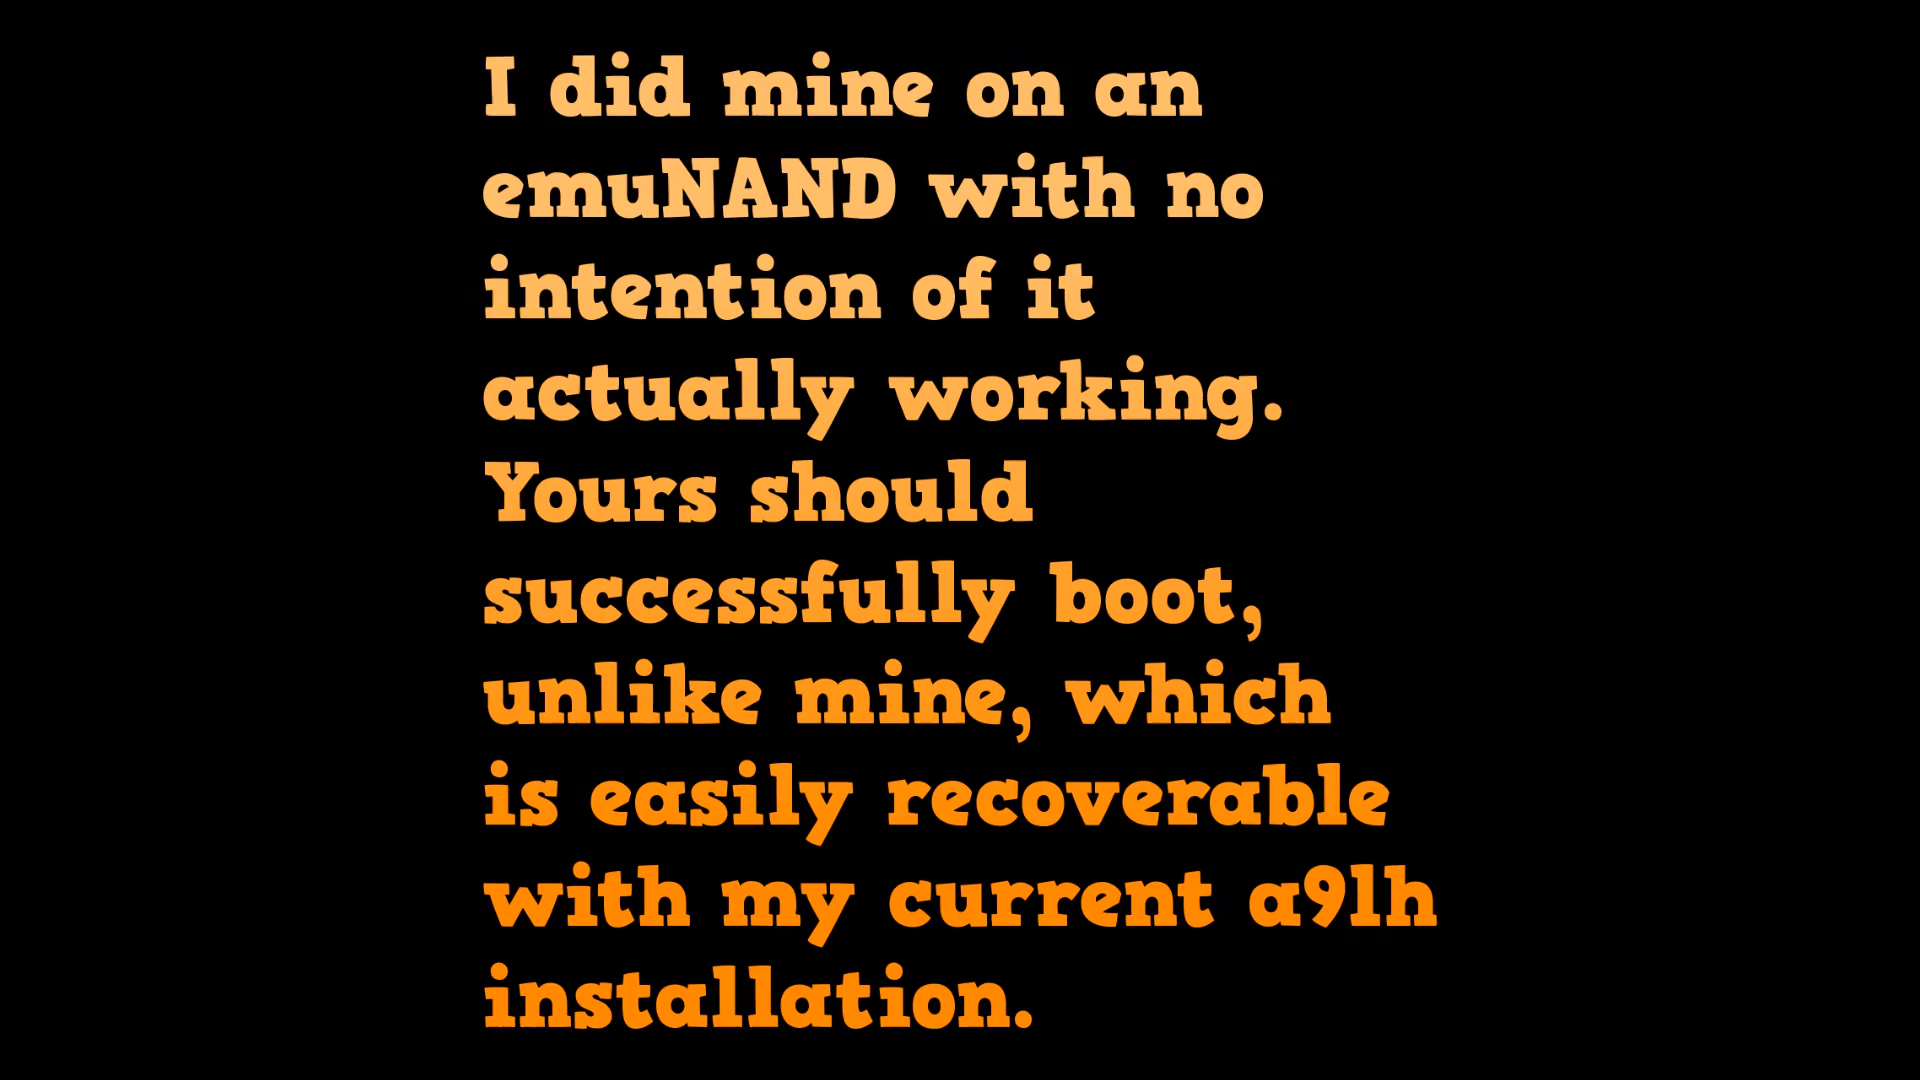 I did mine on an
emuNAND with no
intention of it
actually working.
Yours should
successfully boot,
unlike mine, which
is easily recoverable
with my current a9lh
installation.